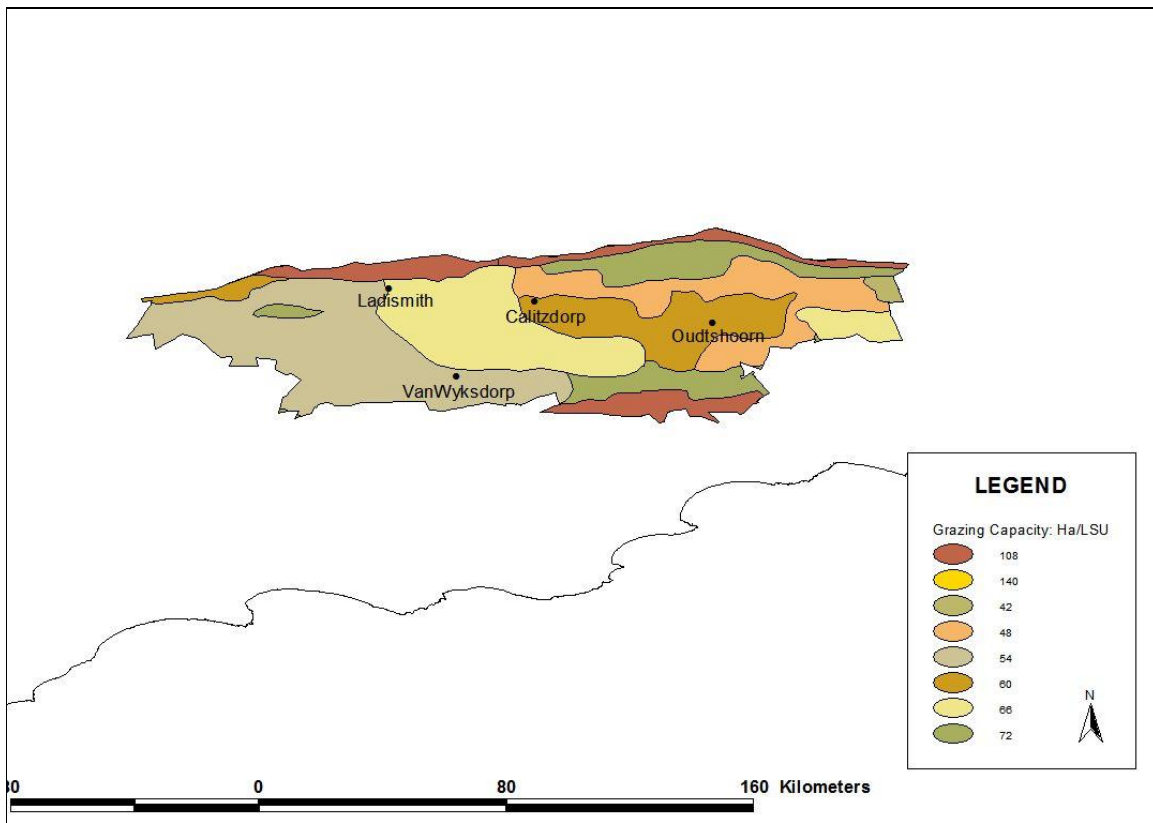 Ladismith
Calitzdorp
Oudtshoorn
VanWyksdorp
LEGEND
Grazing Capacity: Ha/LSU
108
140
42
48
54
60
66
72
N
0 80 160 Kilometers